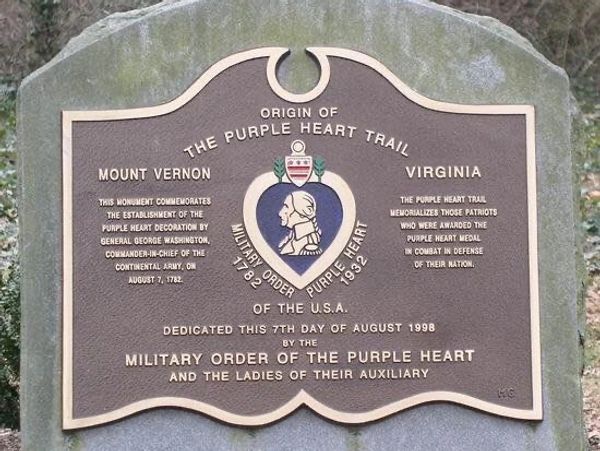 ORIGIN OF
THE PURPLE HEART TRAIL
MOUNT VERNON
THIS MONUMENT COMMEMORATES
THE ESTABLISHMENT OF THE
PURPLE HEART DECORATION BY
GENERAL GEORGE WASHINGTON,
COMMANDER-IN-CHIEF OF THE
CONTINENTAL ARMY, ON
AUGUST 7, 1782.
VIRGINIA
THE PURPLE HEART TRAIL
MEMORIALIZES THOSE PATRIOTS
WHO WERE AWARDED THE
PURPLE HEART MEDAL
IN COMBAT IN DEFENSE
OF THEIR NATION.
MILITARY ORDER PURPLE HEART
1782 1932
OF THE U.S.A.
DEDICATED THIS 7TH DAY OF AUGUST 1998
BY THE
MILITARY ORDER OF THE PURPLE HEART
AND THE LADIES OF THEIR AUXILIARY